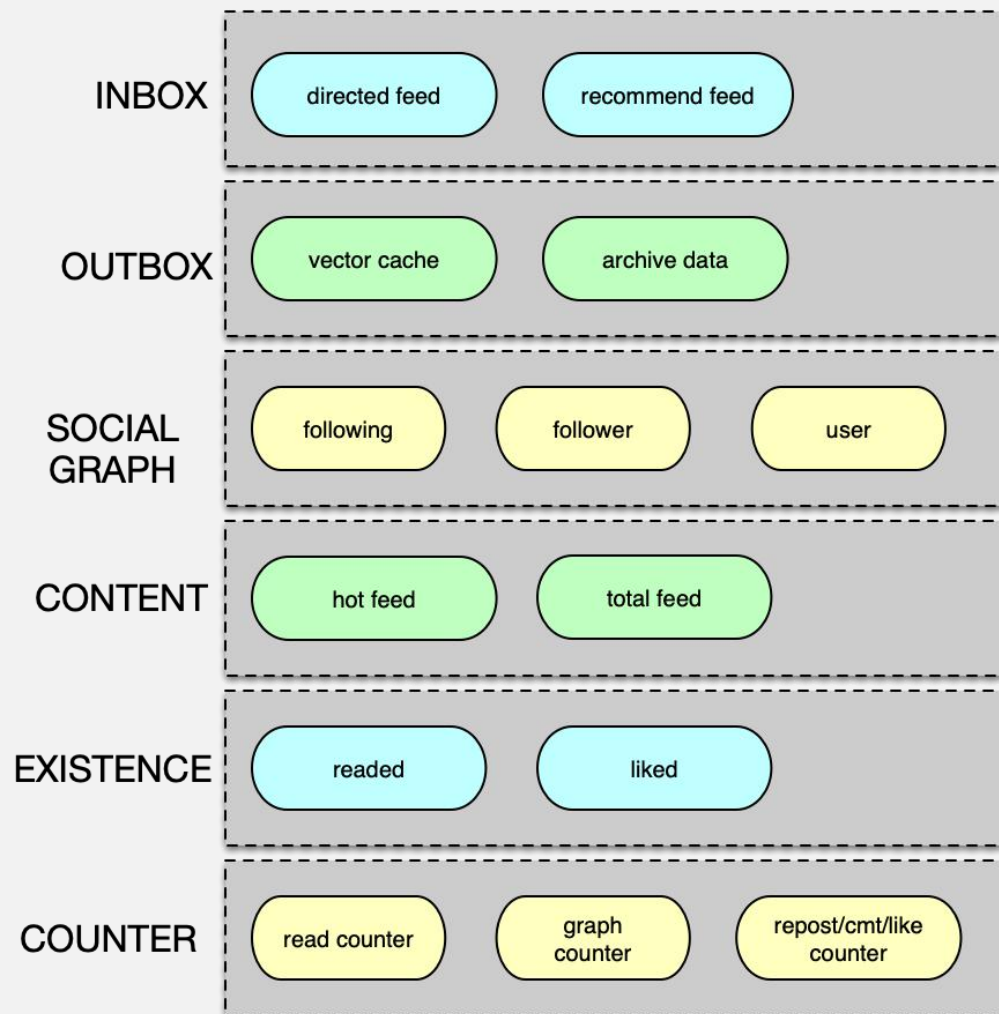 INBOX
directed feed
recommend feed
OUTBOX
vector cache
archive data
SOCIAL
GRAPH
following
follower
user
CONTENT
hot feed
total feed
EXISTENCE
readed
liked
COUNTER
read counter
graph
counter
repost/cmt/like
counter